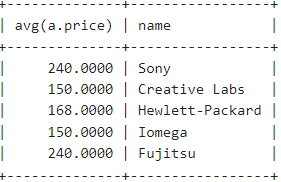 +-------------+-----------------+
| avg(a.price) | name            |
+-------------+-----------------+
|     240.0000 | Sony            |
|     150.0000 | Creative Labs   |
|     168.0000 | Hewlett-Packard |
|     150.0000 | Iomega          |
|     240.0000 | Fujitsu         |
+-------------+-----------------+